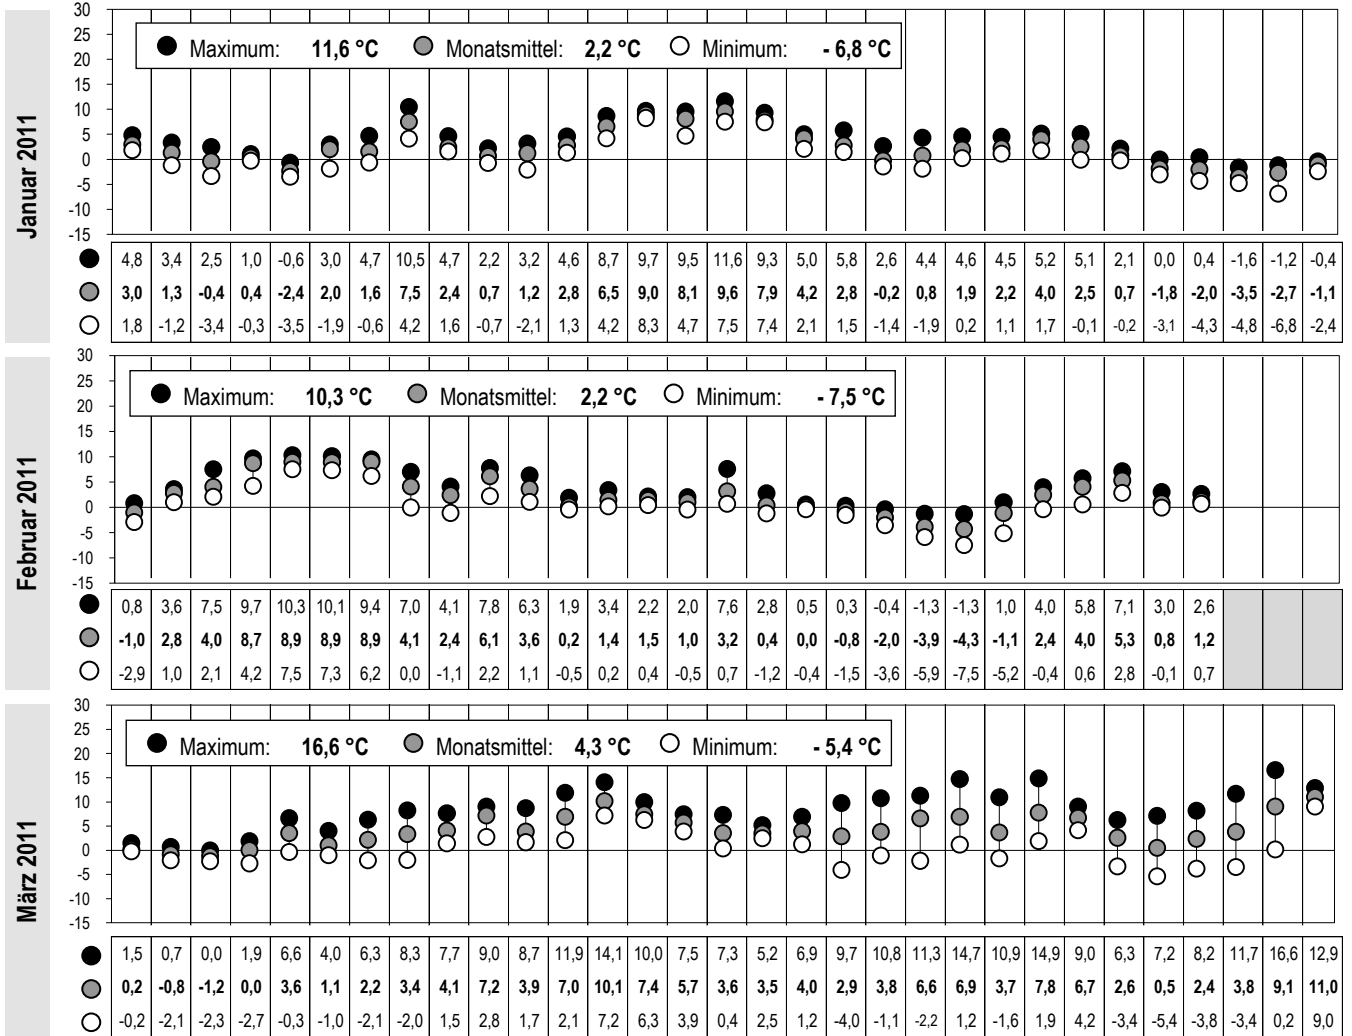 Januar 2011
30
25
20
15
10
5
0
-5
-10
-15
Maximum: 11,6 °C Monatsmittel: 2,2 °C Minimum: - 6,8 °C
4,8 3,4 2,5 1,0 -0,6 3,0 4,7 10,5 4,7 2,2 3,2 4,6 8,7 9,7 9,5 11,6 9,3 5,0 5,8 2,6 4,4 4,6 4,5 5,2 5,1 2,1 0,0 0,4 -1,6 -1,2 -0,4
3,0 1,3 -0,4 0,4 -2,4 2,0 1,6 7,5 2,4 0,7 1,2 2,8 6,5 9,0 8,1 9,6 7,9 4,2 2,8 -0,2 0,8 1,9 2,2 4,0 2,5 0,7 -1,8 -2,0 -3,5 -2,7 -1,1
1,8 -1,2 -3,4 -0,3 -3,5 -1,9 -0,6 4,2 1,6 -0,7 -2,1 1,3 4,2 8,3 4,7 7,5 7,4 2,1 1,5 -1,4 -1,9 0,2 1,1 1,7 -0,1 -0,2 -3,1 -4,3 -4,8 -6,8 -2,4
Februar 2011
30
25
20
15
10
5
0
-5
-10
-15
Maximum: 10,3 °C Monatsmittel: 2,2 °C Minimum: - 7,5 °C
0,8 3,6 7,5 9,7 10,3 10,1 9,4 7,0 4,1 7,8 6,3 1,9 3,4 2,2 2,0 7,6 2,8 0,5 0,3 -0,4 -1,3 -1,3 1,0 4,0 5,8 7,1 3,0 2,6
-1,0 2,8 4,0 8,7 8,9 8,9 8,9 4,1 2,4 6,1 3,6 0,2 1,4 1,5 1,0 3,2 0,4 0,0 -0,8 -2,0 -3,9 -4,3 -1,1 2,4 4,0 5,3 0,8 1,2
-2,9 1,0 2,1 4,2 7,5 7,3 6,2 0,0 -1,1 2,2 1,1 -0,5 0,2 0,4 -0,5 0,7 -1,2 -0,4 -1,5 -3,6 -5,9 -7,5 -5,2 -0,4 0,6 2,8 -0,1 0,7
März 2011
30
25
20
15
10
5
0
-5
-10
-15
Maximum: 16,6 °C Monatsmittel: 4,3 °C Minimum: - 5,4 °C
1,5 0,7 0,0 1,9 6,6 4,0 6,3 8,3 7,7 9,0 8,7 11,9 14,1 10,0 7,5 7,3 5,2 6,9 9,7 10,8 11,3 14,7 10,9 14,9 9,0 6,3 7,2 8,2 11,7 16,6 12,9
0,2 -0,8 -1,2 0,0 3,6 1,1 2,2 3,4 4,1 7,2 3,9 7,0 10,1 7,4 5,7 3,6 3,5 4,0 2,9 3,8 6,6 6,9 3,7 7,8 6,7 2,6 0,5 2,4 3,8 9,1 11,0
-0,2 -2,1 -2,3 -2,7 -0,3 -1,0 -2,1 -2,0 1,5 2,8 1,7 2,1 7,2 6,3 3,9 0,4 2,5 1,2 -4,0 -1,1 -2,2 1,2 -1,6 1,9 4,2 -3,4 -5,4 -3,8 -3,4 0,2 9,0